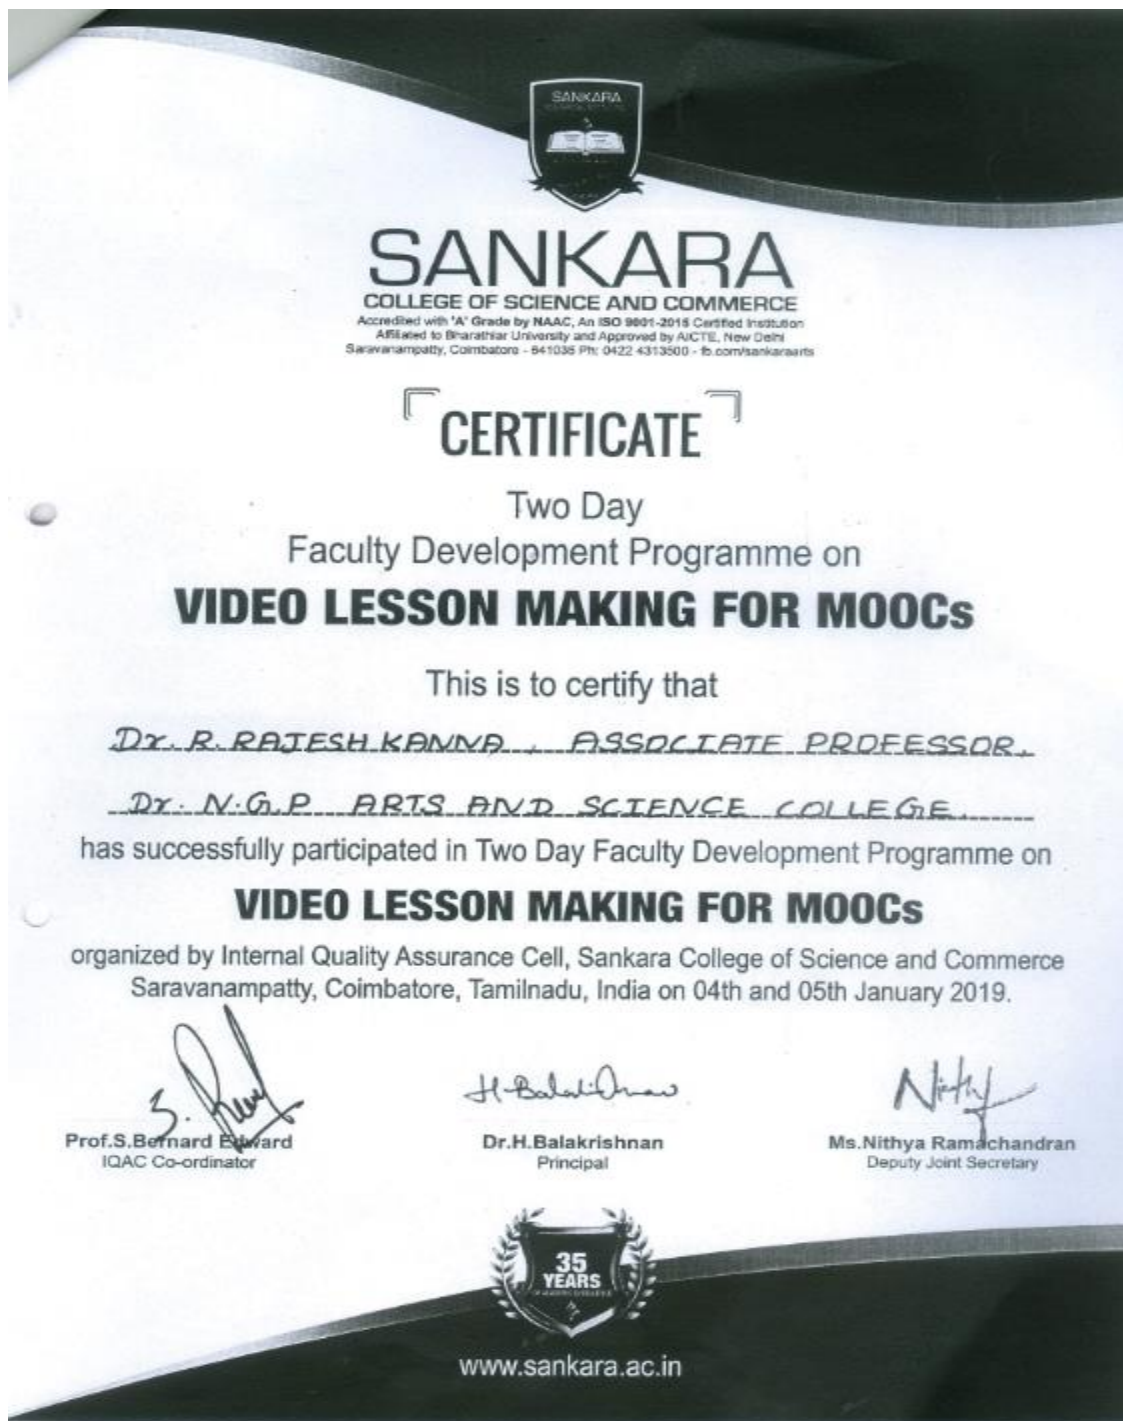 SANKARA
SANKARA
COLLEGE OF SCIENCE AND COMMERCE
Accredited with 'A' Grade by NAAC, An ISO 9001-2015 Certified Institution
Affiliated to Bharathiar University and Approved by AICTE, New Delhi
Saravanampatty, Coimbatore - 641035 Ph: 0422 4313500 - fb.com/sankaraarts
CERTIFICATE
Two Day
Faculty Development Programme on
VIDEO LESSON MAKING FOR MOOCs
This is to certify that
Dr. R. RAJESH KANNA, ASSOCIATE PROFESSOR,
Dr. N.G.P ARTS AND SCIENCE COLLEGE.
has successfully participated in Two Day Faculty Development Programme on
VIDEO LESSON MAKING FOR MOOCs
organized by Internal Quality Assurance Cell, Sankara College of Science and Commerce
Saravanampatty, Coimbatore, Tamilnadu, India on 04th and 05th January 2019.
Prof.S.Bernard Edward
IQAC Co-ordinator
Dr.H.Balakrishnan
Principal
Ms.Nithya Ramachandran
Deputy Joint Secretary
35
YEARS
www.sankara.ac.in